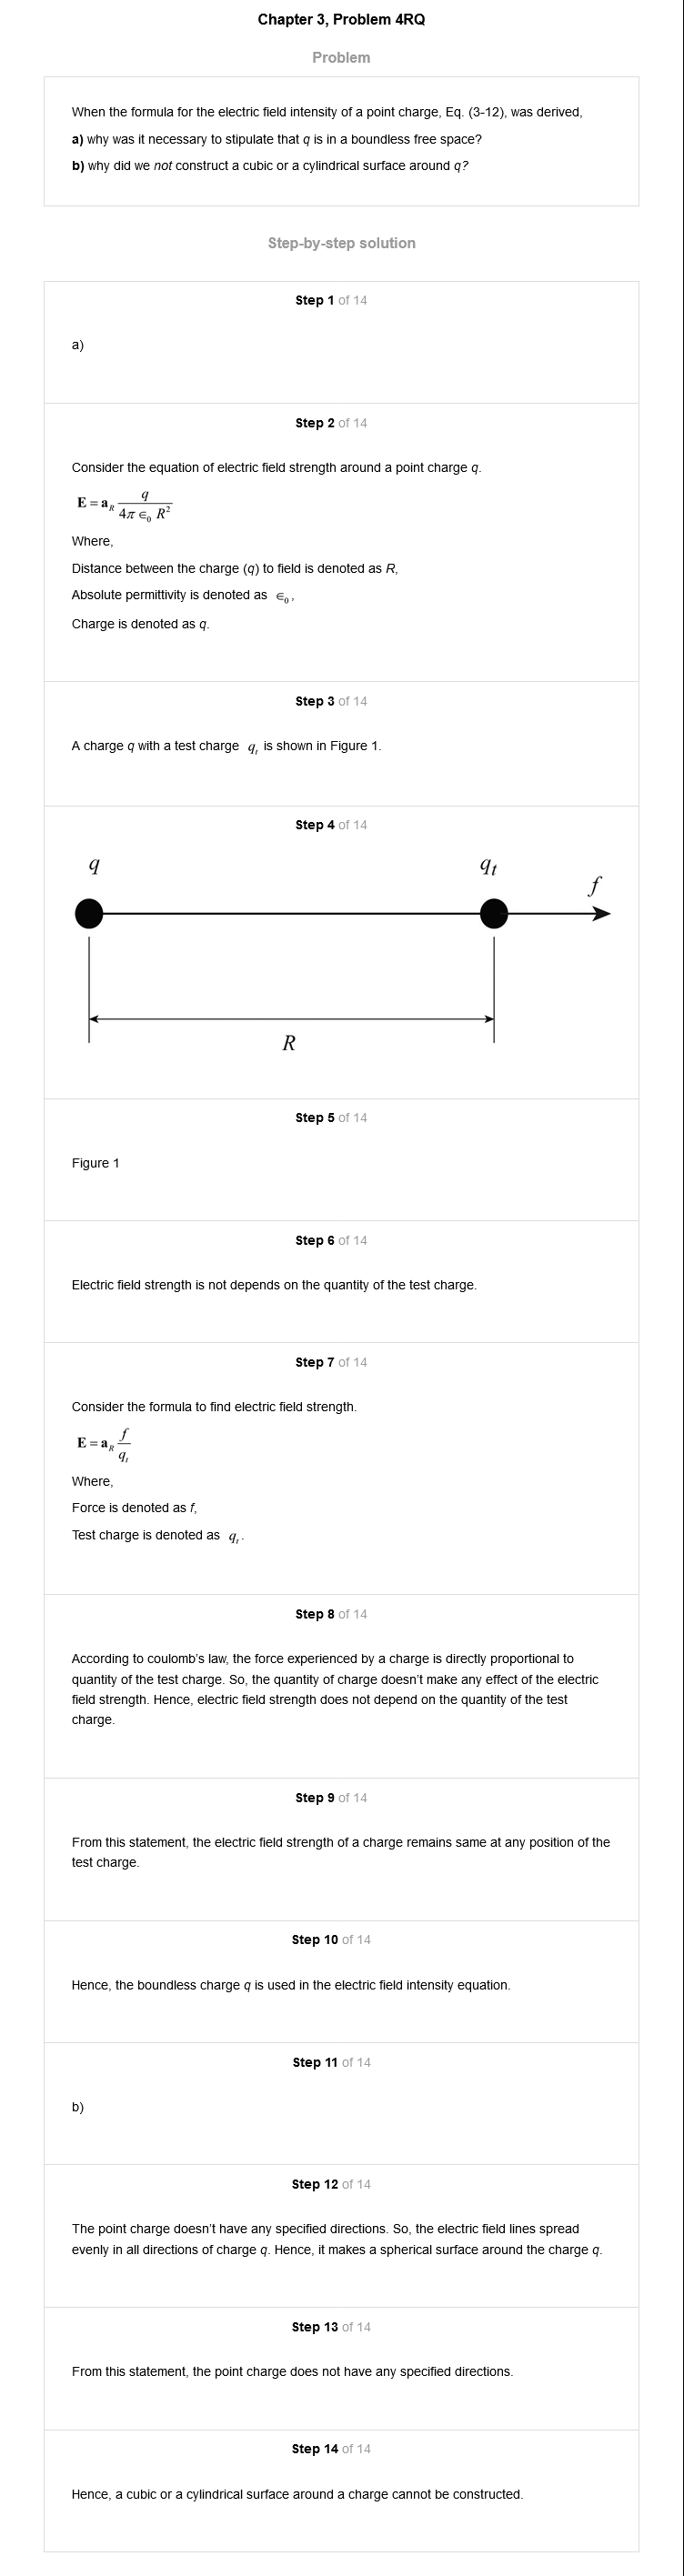 Chapter 3, Problem 4RQ
Problem
When the formula for the electric field intensity of a point charge, Eq. (3-12), was derived,
a) why was it necessary to stipulate that q is in a boundless free space?
b) why did we not construct a cubic or a cylindrical surface around q?
Step-by-step solution
Step 1 of 14
a)
Step 2 of 14
Consider the equation of electric field strength around a point charge q.
E = a_R q / (4π ∈₀ R²)
Where,
Distance between the charge (q) to field is denoted as R,
Absolute permittivity is denoted as ∈₀,
Charge is denoted as q.
Step 3 of 14
A charge q with a test charge q_t is shown in Figure 1.
Step 4 of 14
q q_t
f
R
Step 5 of 14
Figure 1
Step 6 of 14
Electric field strength is not depends on the quantity of the test charge.
Step 7 of 14
Consider the formula to find electric field strength.
E = a_R f / q_t
Where,
Force is denoted as f,
Test charge is denoted as q_t.
Step 8 of 14
According to coulomb's law, the force experienced by a charge is directly proportional to
quantity of the test charge. So, the quantity of charge doesn't make any effect of the electric
field strength. Hence, electric field strength does not depend on the quantity of the test
charge.
Step 9 of 14
From this statement, the electric field strength of a charge remains same at any position of the
test charge.
Step 10 of 14
Hence, the boundless charge q is used in the electric field intensity equation.
Step 11 of 14
b)
Step 12 of 14
The point charge doesn't have any specified directions. So, the electric field lines spread
evenly in all directions of charge q. Hence, it makes a spherical surface around the charge q.
Step 13 of 14
From this statement, the point charge does not have any specified directions.
Step 14 of 14
Hence, a cubic or a cylindrical surface around a charge cannot be constructed.